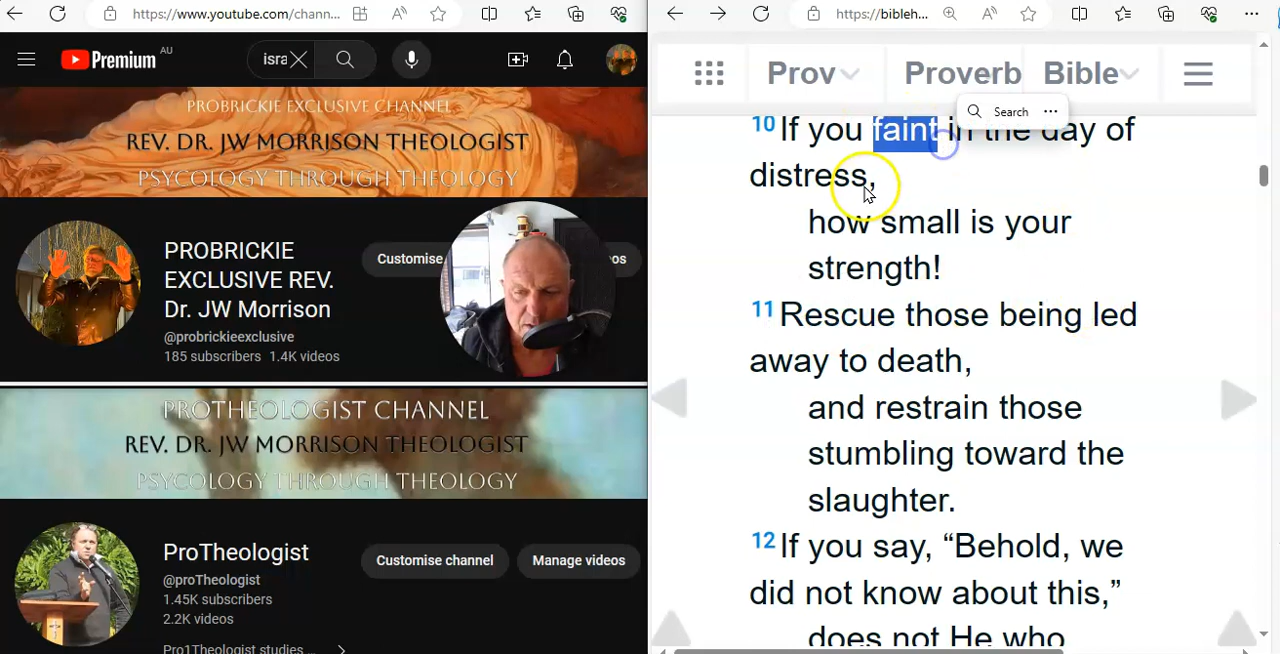 https://www.youtube.com/chann...
Premium AU
isra
PROBRICKIE EXCLUSIVE CHANNEL
REV. DR. JW MORRISON THEOLOGIST
PSYCOLOGY THROUGH THEOLOGY
PROBRICKIE
EXCLUSIVE REV.
Dr. JW Morrison
Customise
os
@probrickieexclusive
185 subscribers 1.4K videos
PROTHEOLOGIST CHANNEL
REV. DR. JW MORRISON THEOLOGIST
PSYCOLOGY THROUGH THEOLOGY
ProTheologist
Customise channel
Manage videos
@proTheologist
1.45K subscribers
2.2K videos
Pro1Theologist studies ...
https://bibleh...
Prov
Proverb
Bible
Search
10 If you faint in the day of
distress,
how small is your
strength!
11 Rescue those being led
away to death,
and restrain those
stumbling toward the
slaughter.
12 If you say, “Behold, we
did not know about this,”
does not He who